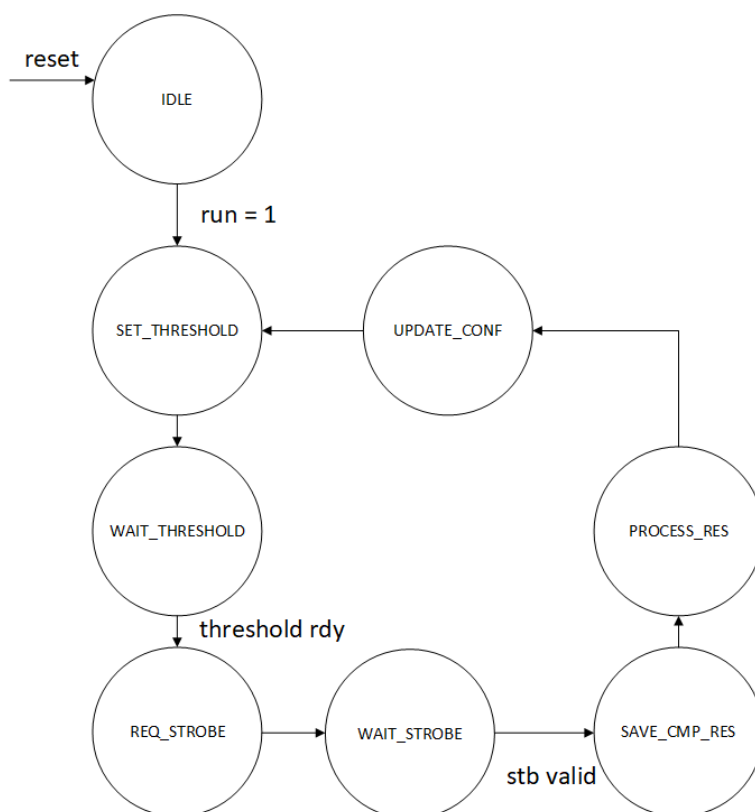 reset
IDLE
run = 1
SET_THRESHOLD
UPDATE_CONF
WAIT_THRESHOLD
PROCESS_RES
threshold rdy
REQ_STROBE
WAIT_STROBE
SAVE_CMP_RES
stb valid